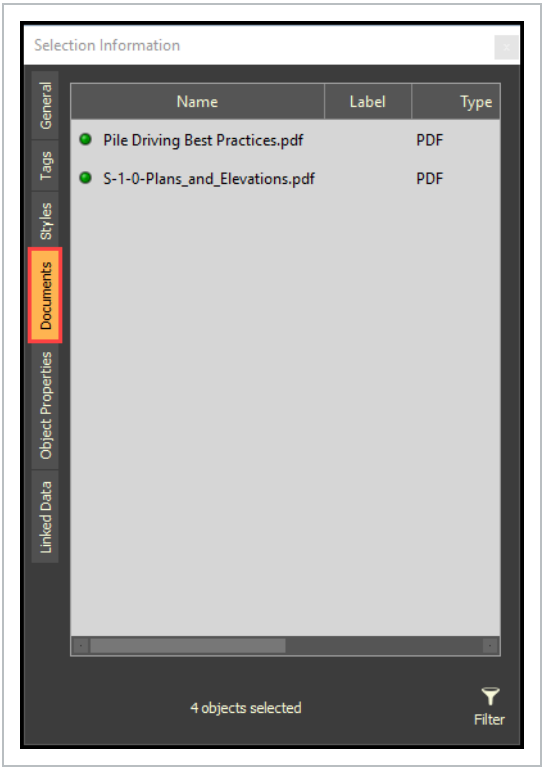 Selection Information
x
General
Tags
Styles
Documents
Object Properties
Linked Data
Name Label Type
Pile Driving Best Practices.pdf PDF
S-1-0-Plans_and_Elevations.pdf PDF
4 objects selected
Filter